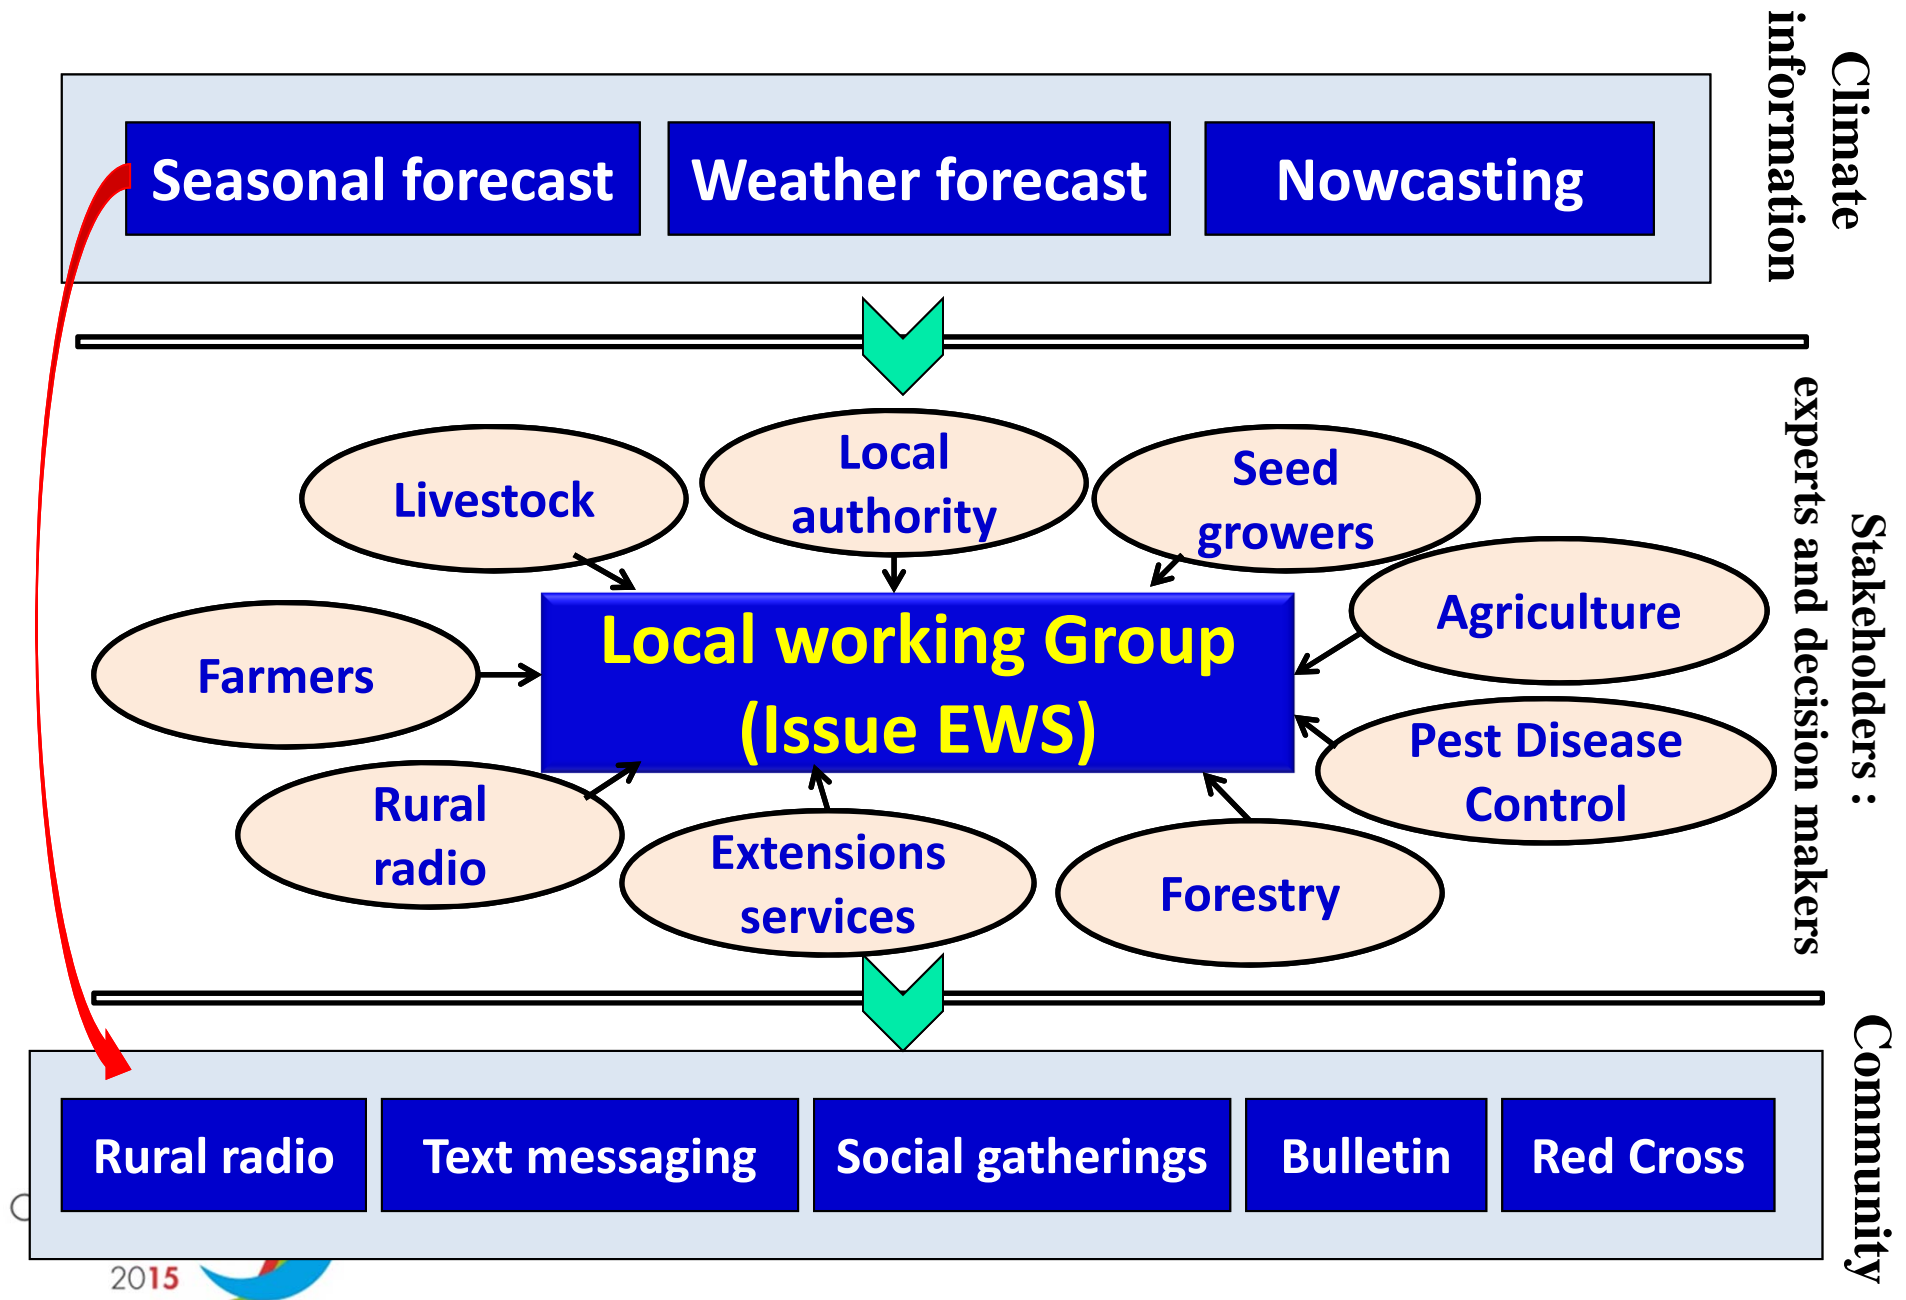 Climate
information
Seasonal forecast
Weather forecast
Nowcasting
Stakeholders :
experts and decision makers
Livestock
Local
authority
Seed
growers
Agriculture
Farmers
Local working Group
(Issue EWS)
Pest Disease
Control
Rural
radio
Extensions
services
Forestry
Community
Rural radio
Text messaging
Social gatherings
Bulletin
Red Cross
2015